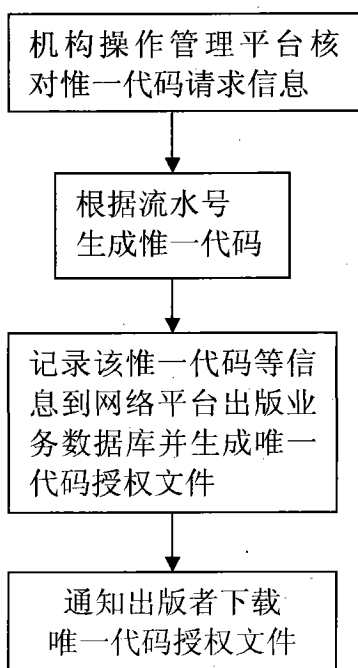 机构操作管理平台核
对惟一代码请求信息
根据流水号
生成惟一代码
记录该惟一代码等信
息到网络平台出版业
务数据库并生成唯一
代码授权文件
通知出版者下载
唯一代码授权文件